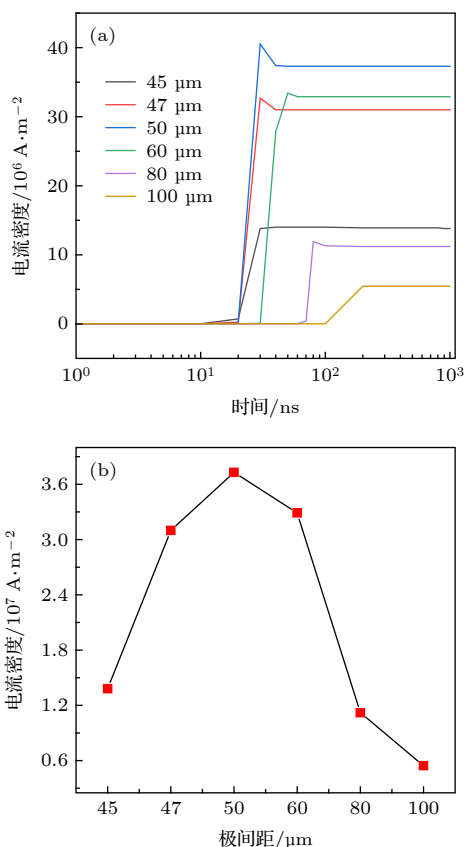 (a)
45 µm
47 µm
50 µm
60 µm
80 µm
100 µm
40
30
20
10
0
电流密度/10⁶ A·m⁻²
10⁰ 10¹ 10² 10³
时间/ns
(b)
3.6
3.0
2.4
1.8
1.2
0.6
电流密度/10⁷ A·m⁻²
45 47 50 60 80 100
极间距/µm